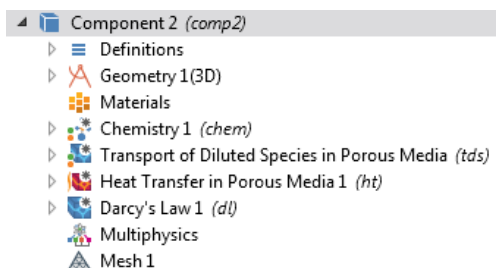 Component 2 (comp2)
Definitions
Geometry 1(3D)
Materials
Chemistry 1 (chem)
Transport of Diluted Species in Porous Media (tds)
Heat Transfer in Porous Media 1 (ht)
Darcy's Law 1 (dl)
Multiphysics
Mesh 1